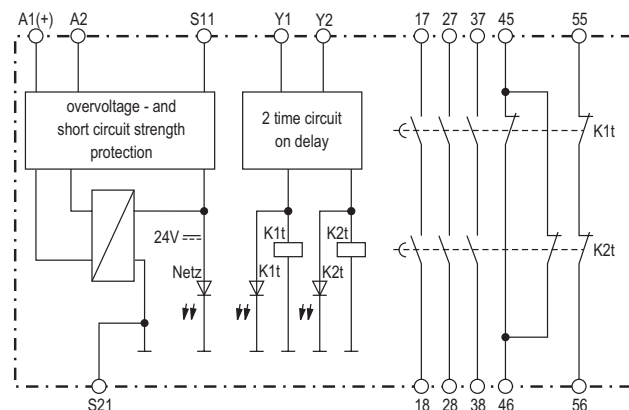 A1(+) A2 S11 Y1 Y2 17 27 37 45 55
overvoltage - and
short circuit strength
protection
2 time circuit
on delay
K1t
24V
K1t K2t
K2t
Netz K1t K2t
S21 18 28 38 46 56